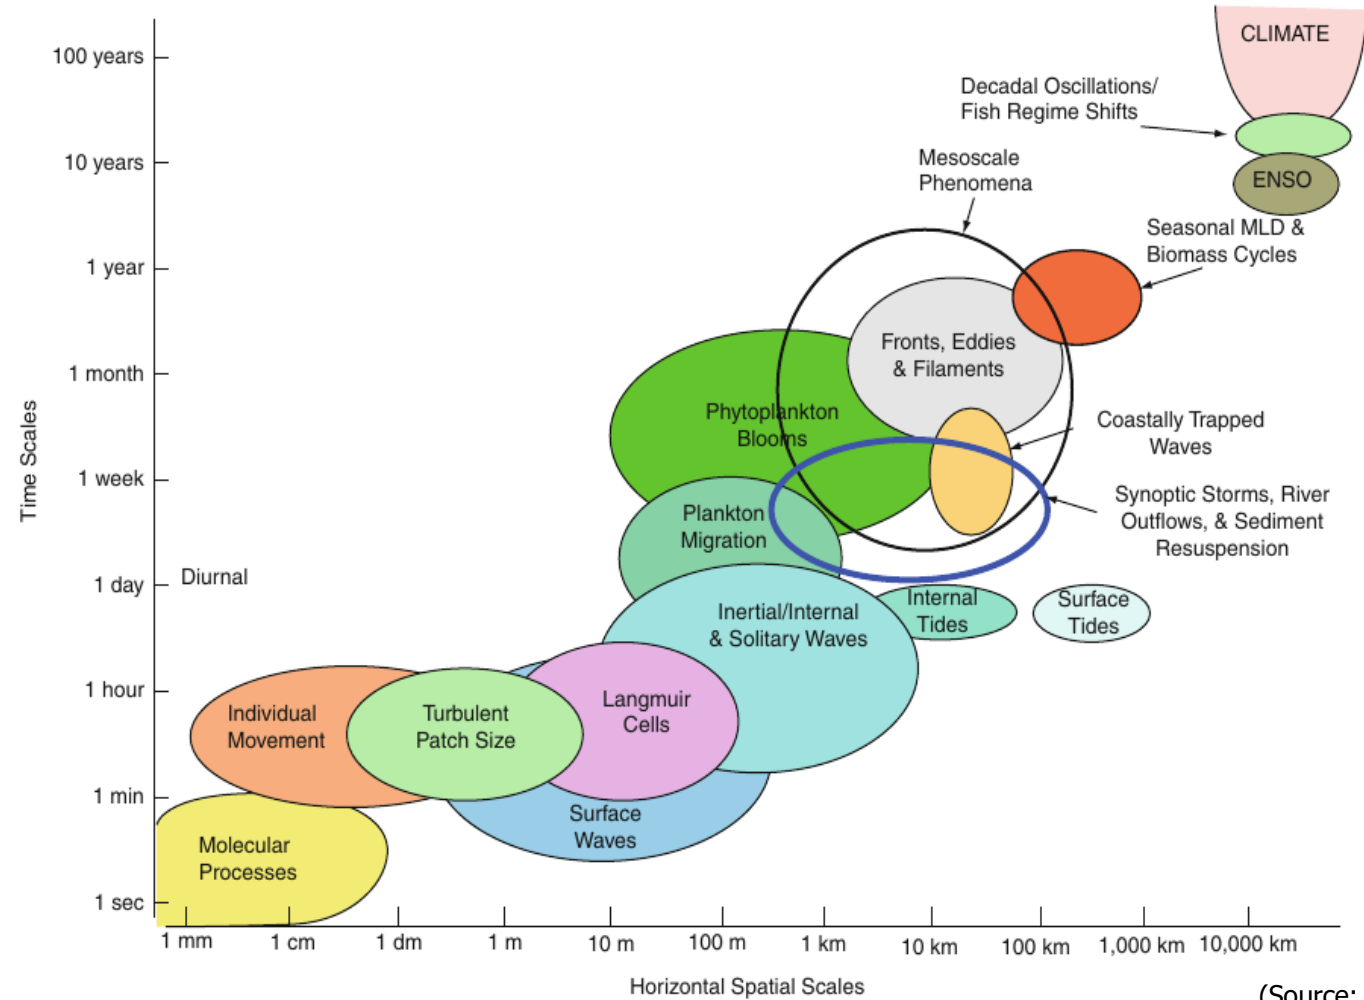 CLIMATE
100 years
Decadal Oscillations/
Fish Regime Shifts
10 years
Mesoscale
Phenomena
ENSO
Seasonal MLD &
Biomass Cycles
1 year
Fronts, Eddies
& Filaments
1 month
Phytoplankton
Blooms
Coastally Trapped
Waves
1 week
Synoptic Storms, River
Outflows, & Sediment
Resuspension
Plankton
Migration
Time Scales
1 day
Diurnal
Internal
Tides
Surface
Tides
Inertial/Internal
& Solitary Waves
1 hour
Individual
Movement
Turbulent
Patch Size
Langmuir
Cells
1 min
Surface
Waves
Molecular
Processes
1 sec
1 mm
1 cm
1 dm
1 m
10 m
100 m
1 km
10 km
100 km
1,000 km
10,000 km
Horizontal Spatial Scales
(Source: